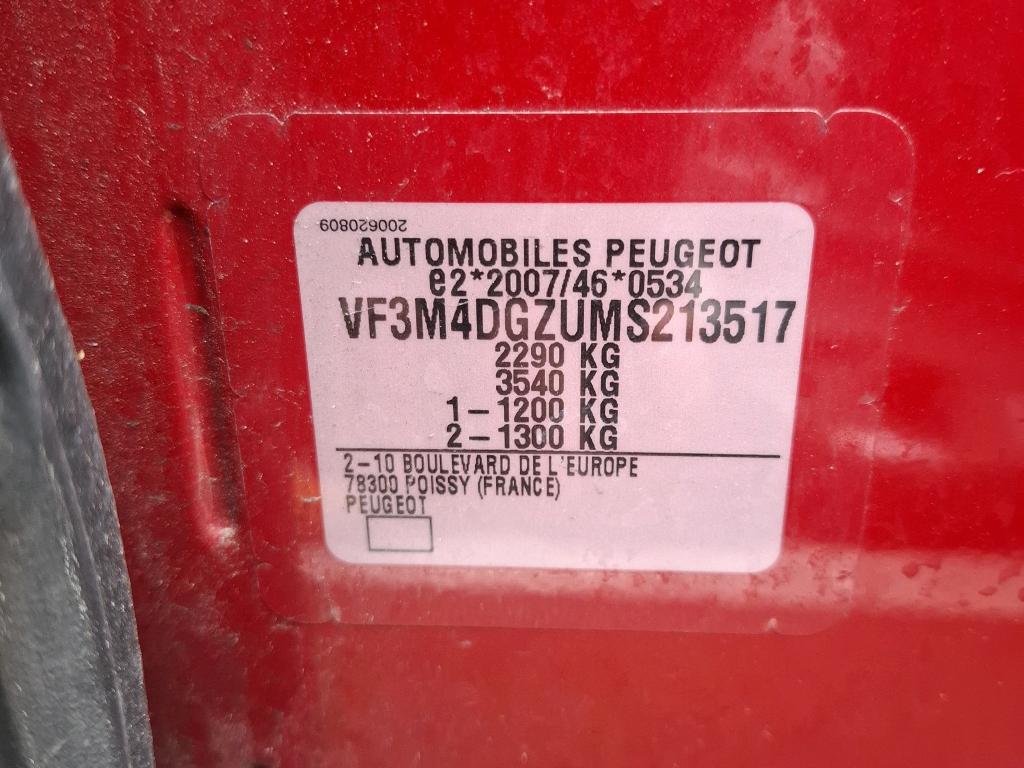 200620809
AUTOMOBILES PEUGEOT
e2*2007/46*0534
VF3M4DGZUMS213517
2290 KG
3540 KG
1-1200 KG
2-1300 KG
2-10 BOULEVARD DE L'EUROPE
78300 POISSY (FRANCE)
PEUGEOT